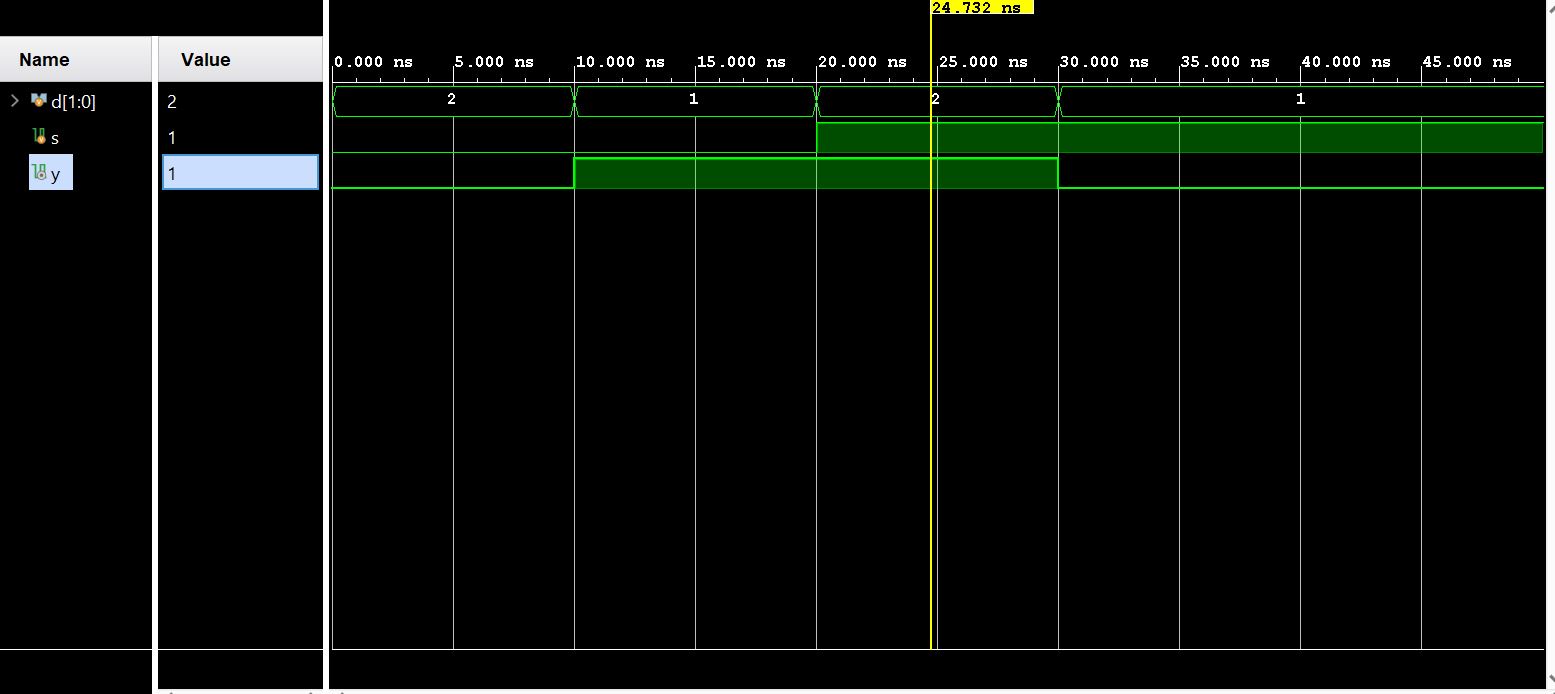 24.732 ns
Name Value
0.000 ns 5.000 ns 10.000 ns 15.000 ns 20.000 ns 25.000 ns 30.000 ns 35.000 ns 40.000 ns 45.000 ns
d[1:0] 2 2 1 2 1
s 1
y 1